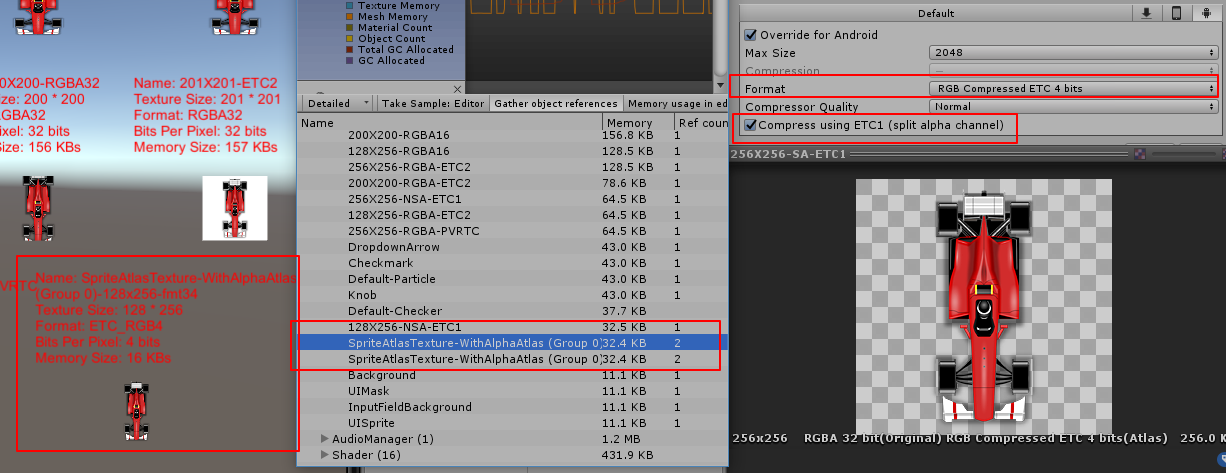 0X200-RGBA32
ze: 200 * 200
GBA32
ixel: 32 bits
Size: 156 KBs
Name: 201X201-ETC2
Texture Size: 201 * 201
Format: RGBA32
Bits Per Pixel: 32 bits
Memory Size: 157 KBs
VRTC
Name: SpriteAtlasTexture-WithAlphaAtlas
(Group 0)-128x256-fmt34
Texture Size: 128 * 256
Format: ETC_RGB4
Bits Per Pixel: 4 bits
Memory Size: 16 KBs
Texture Memory
Mesh Memory
Material Count
Object Count
Total GC Allocated
GC Allocated
Detailed Take Sample: Editor Gather object references Memory usage in ed
Name Memory Ref coun
200X200-RGBA16 156.8 KB 1
128X256-RGBA16 128.5 KB 1
256X256-RGBA-ETC2 128.5 KB 1
200X200-RGBA-ETC2 78.6 KB 1
256X256-NSA-ETC1 64.5 KB 1
128X256-RGBA-ETC2 64.5 KB 1
256X256-RGBA-PVRTC 64.5 KB 1
DropdownArrow 43.0 KB 1
Checkmark 43.0 KB 1
Default-Particle 43.0 KB 1
Knob 43.0 KB 1
Default-Checker 37.7 KB
128X256-NSA-ETC1 32.5 KB 1
SpriteAtlasTexture-WithAlphaAtlas (Group 0) 32.4 KB 2
SpriteAtlasTexture-WithAlphaAtlas (Group 0) 32.4 KB 2
Background 11.1 KB 1
UIMask 11.1 KB 1
InputFieldBackground 11.1 KB 1
UISprite 11.1 KB 1
AudioManager (1) 1.2 MB
Shader (16) 431.9 KB
Default
Override for Android
Max Size 2048
Compression
Format RGB Compressed ETC 4 bits
Compressor Quality Normal
Compress using ETC1 (split alpha channel)
256X256-SA-ETC1
256x256 RGBA 32 bit(Original) RGB Compressed ETC 4 bits(Atlas) 256.0 K